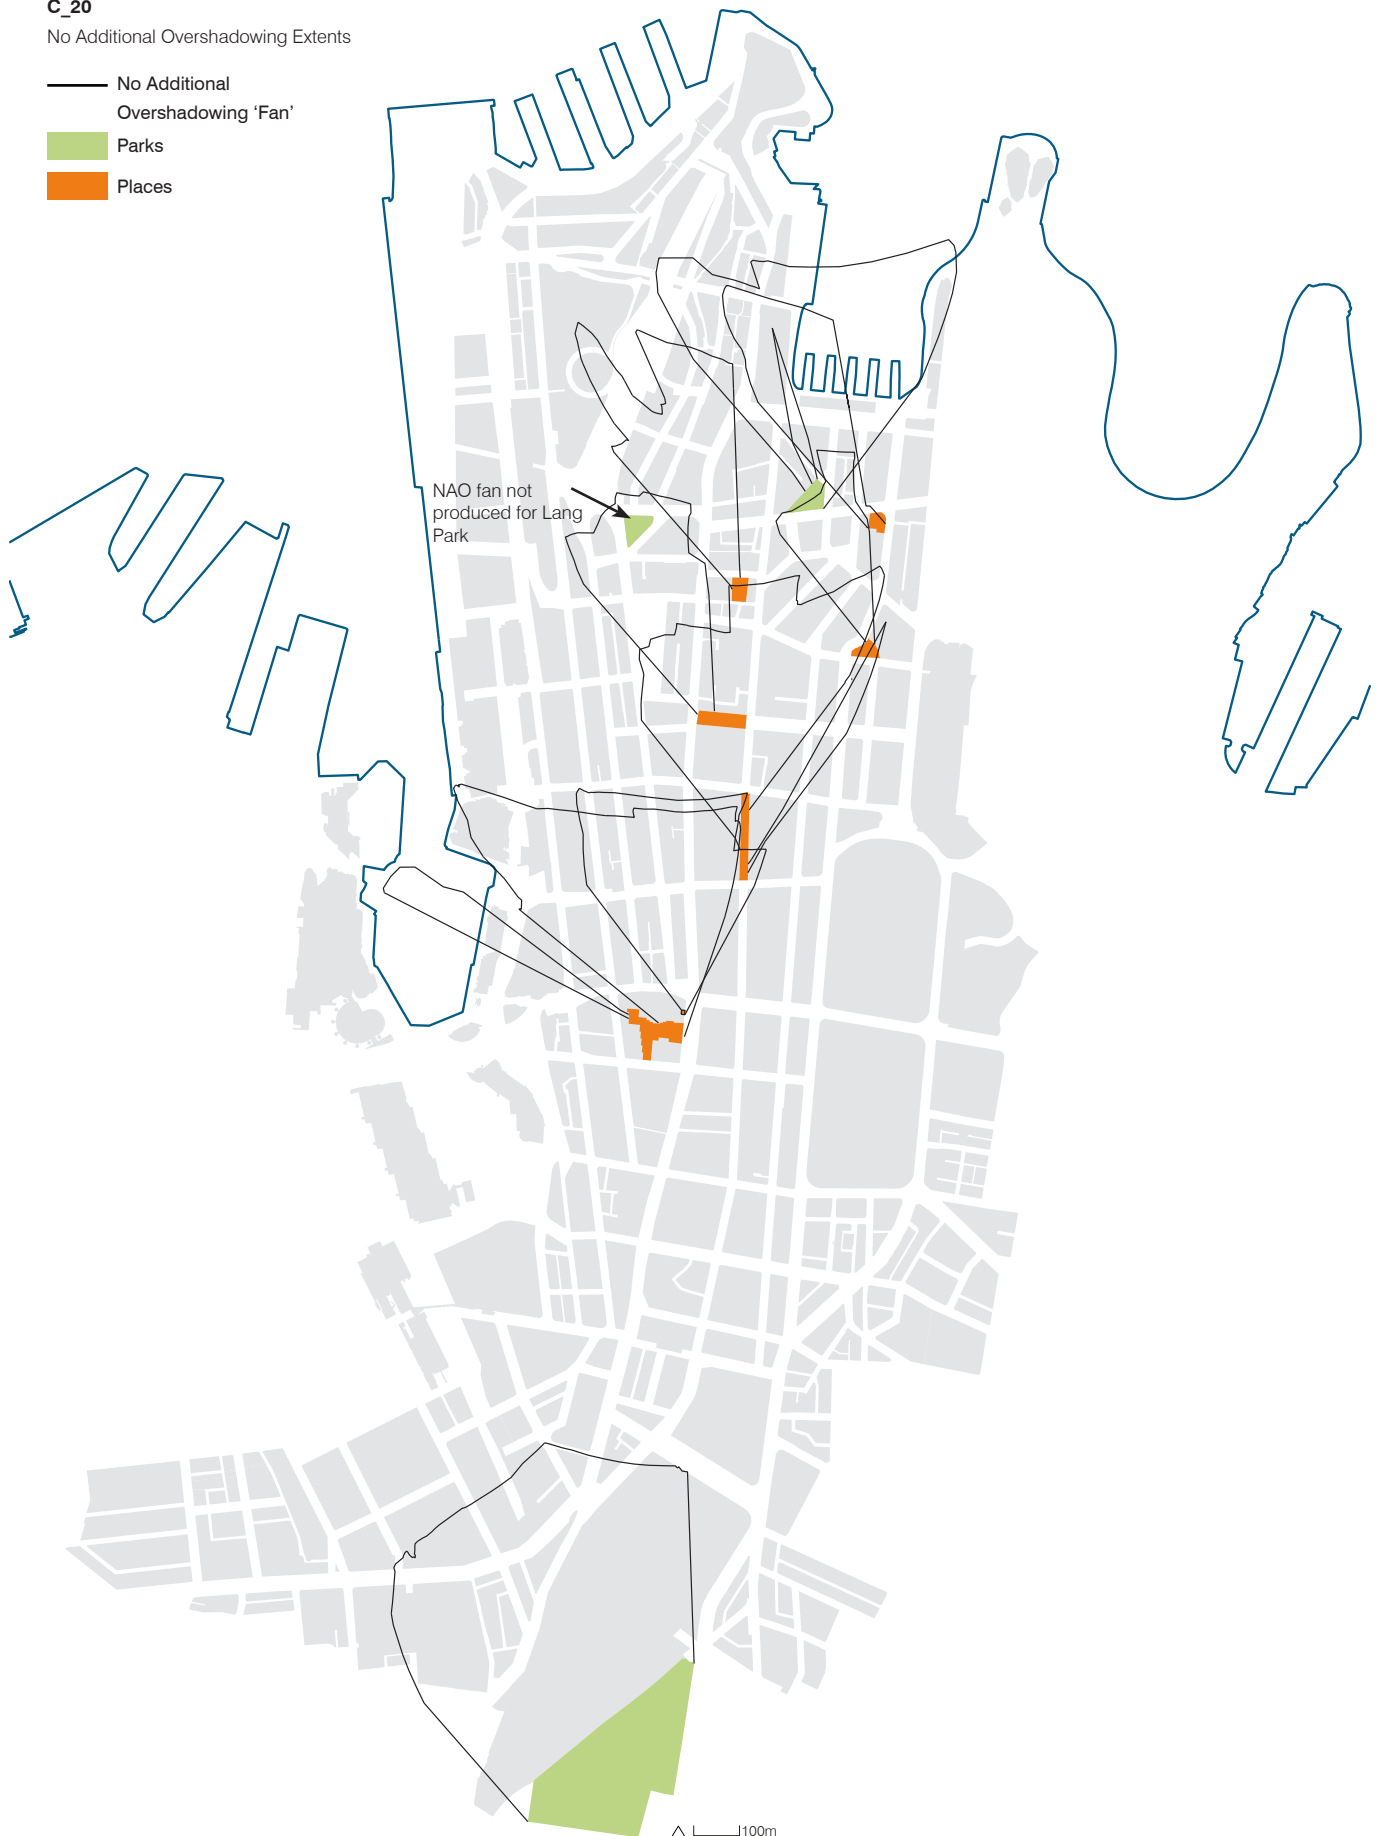 C_20
No Additional Overshadowing Extents
No Additional
Overshadowing ‘Fan’
Parks
Places
NAO fan not
produced for Lang
Park
100m